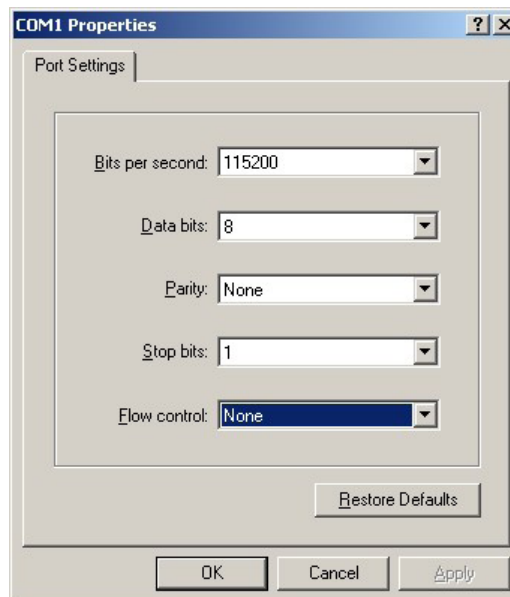 COM1 Properties
Port Settings
Bits per second: 115200
Data bits: 8
Parity: None
Stop bits: 1
Flow control: None
Restore Defaults
OK Cancel Apply